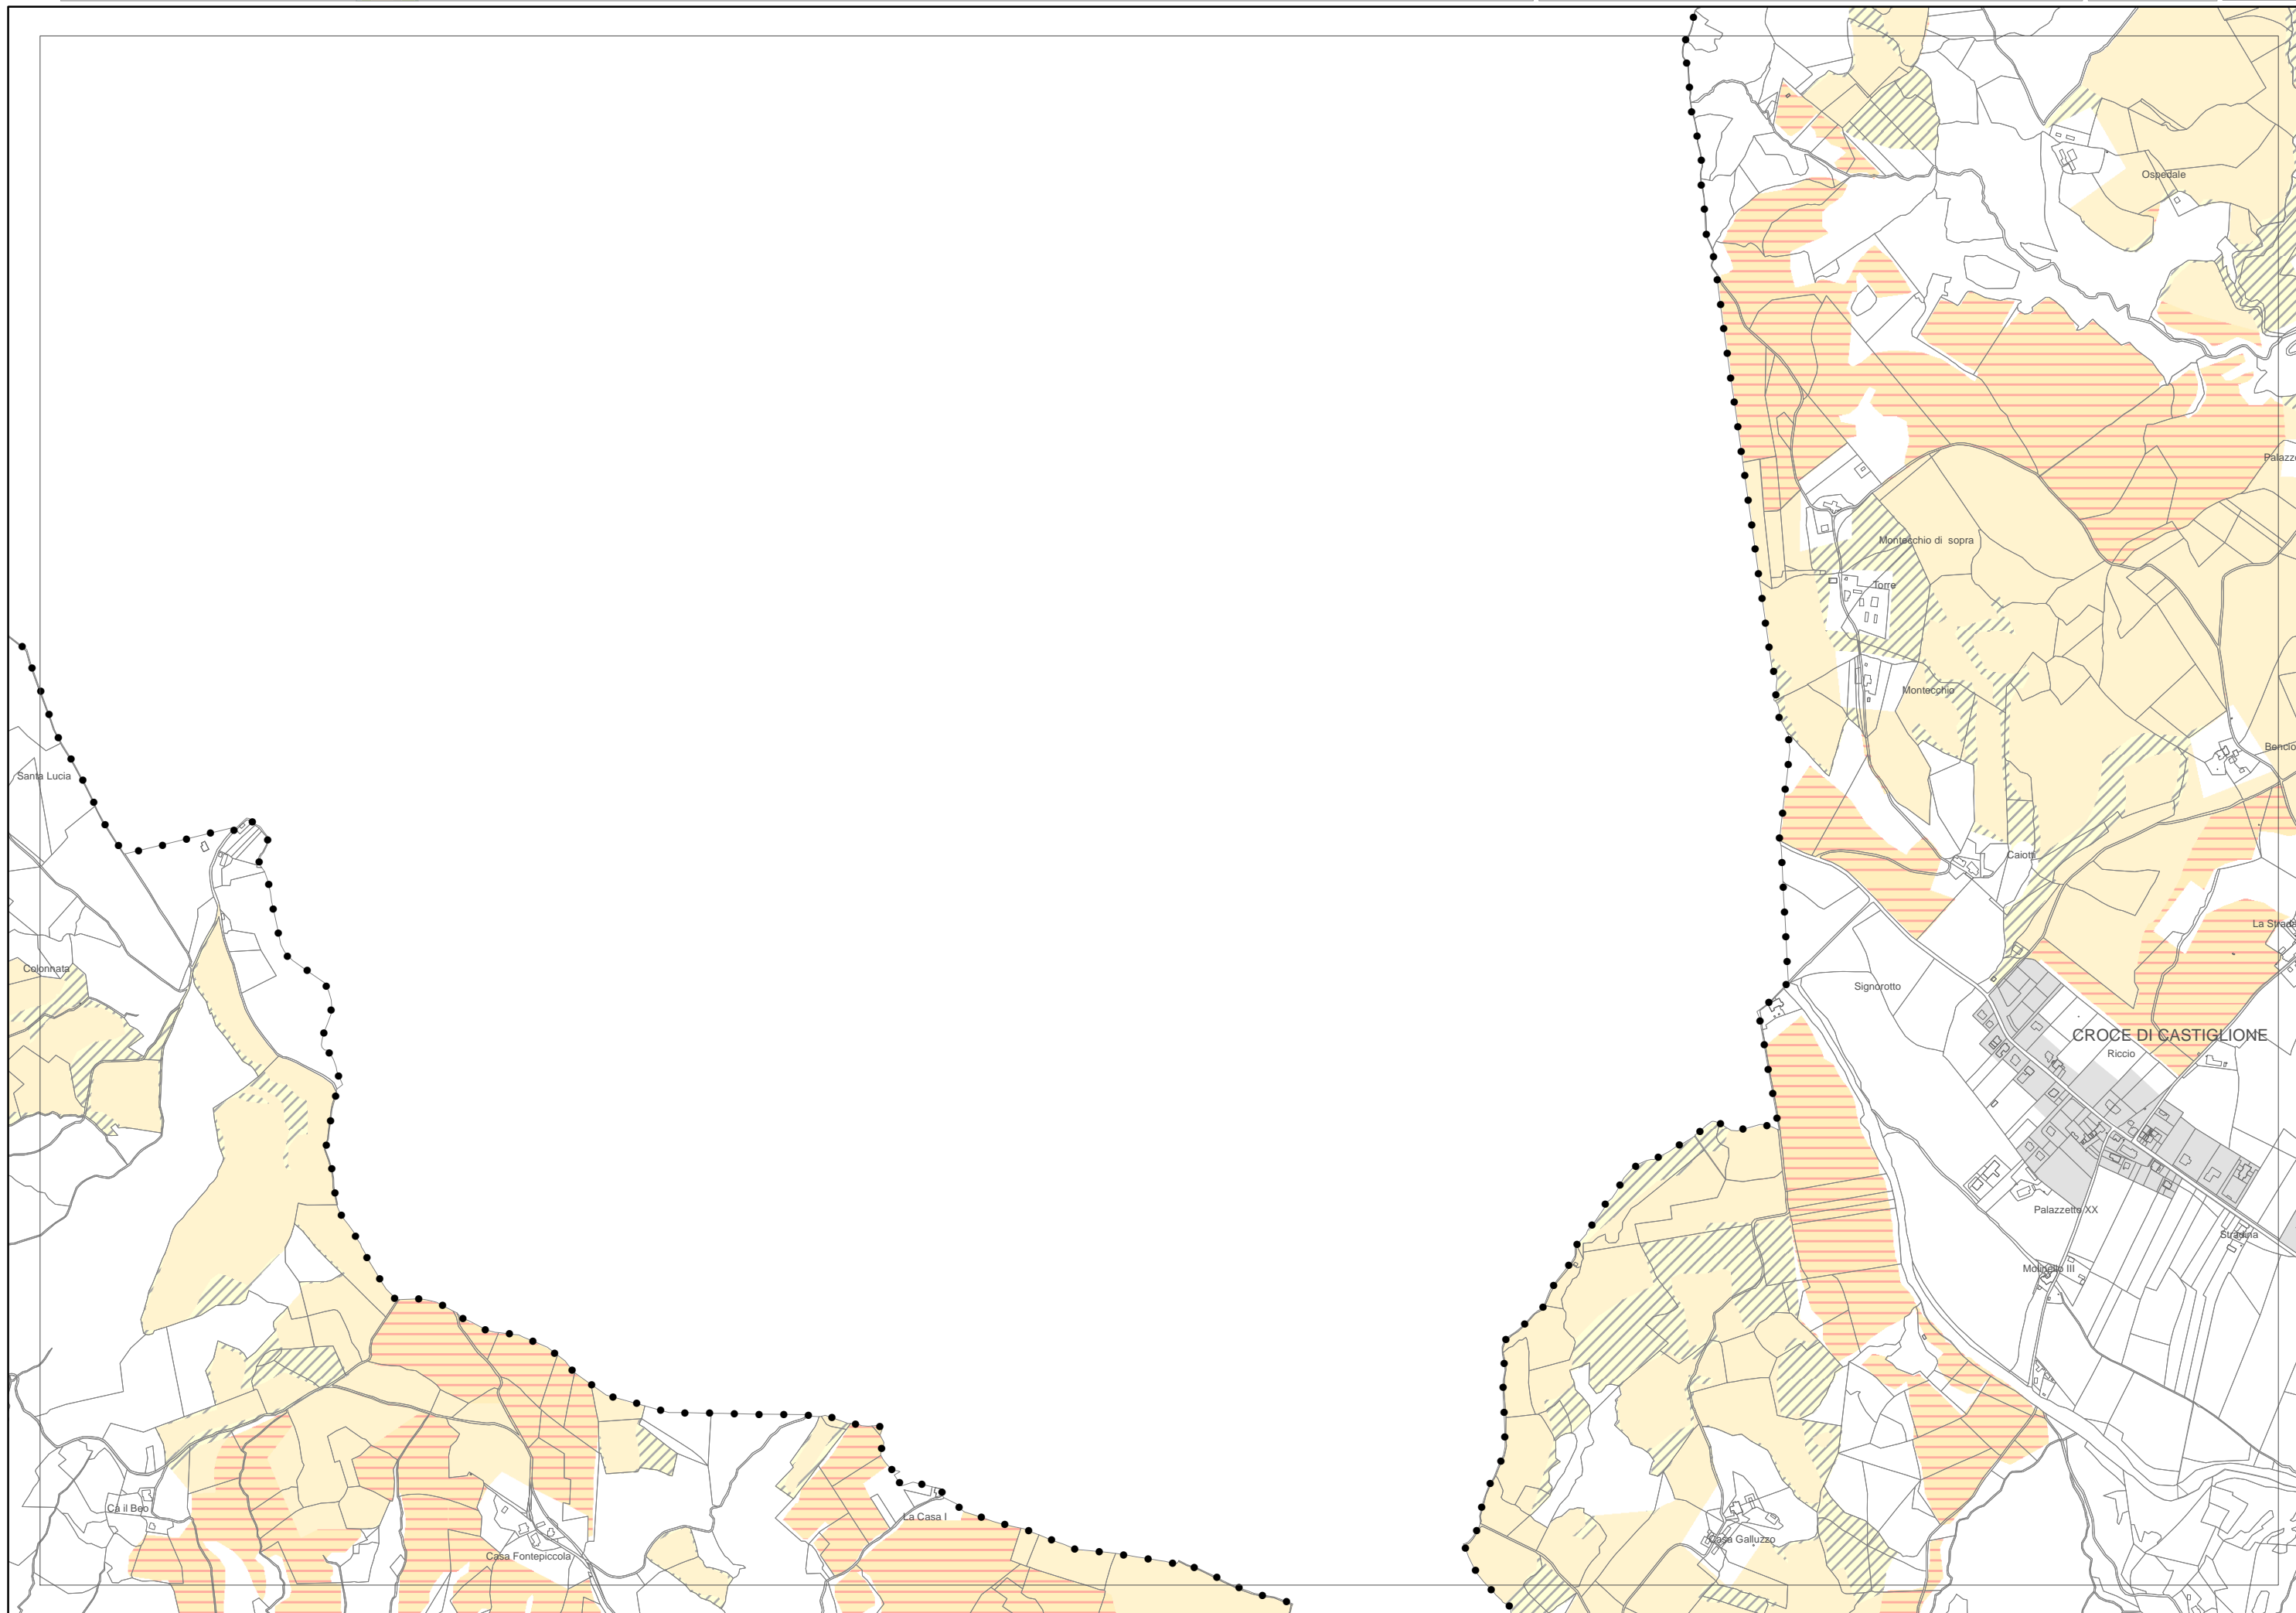 Ospedale
Palazz
Montecchio di sopra
Torre
Montecchio
Bencio
Santa Lucia
Caiotti
La Strada
Colonnata
Signorotto
CROCE DI CASTIGLIONE
Riccio
Palazzetto XX
Stradina
Molinello III
Cà il Beo
La Casa I
Casa Galluzzo
Casa Fontepiccola